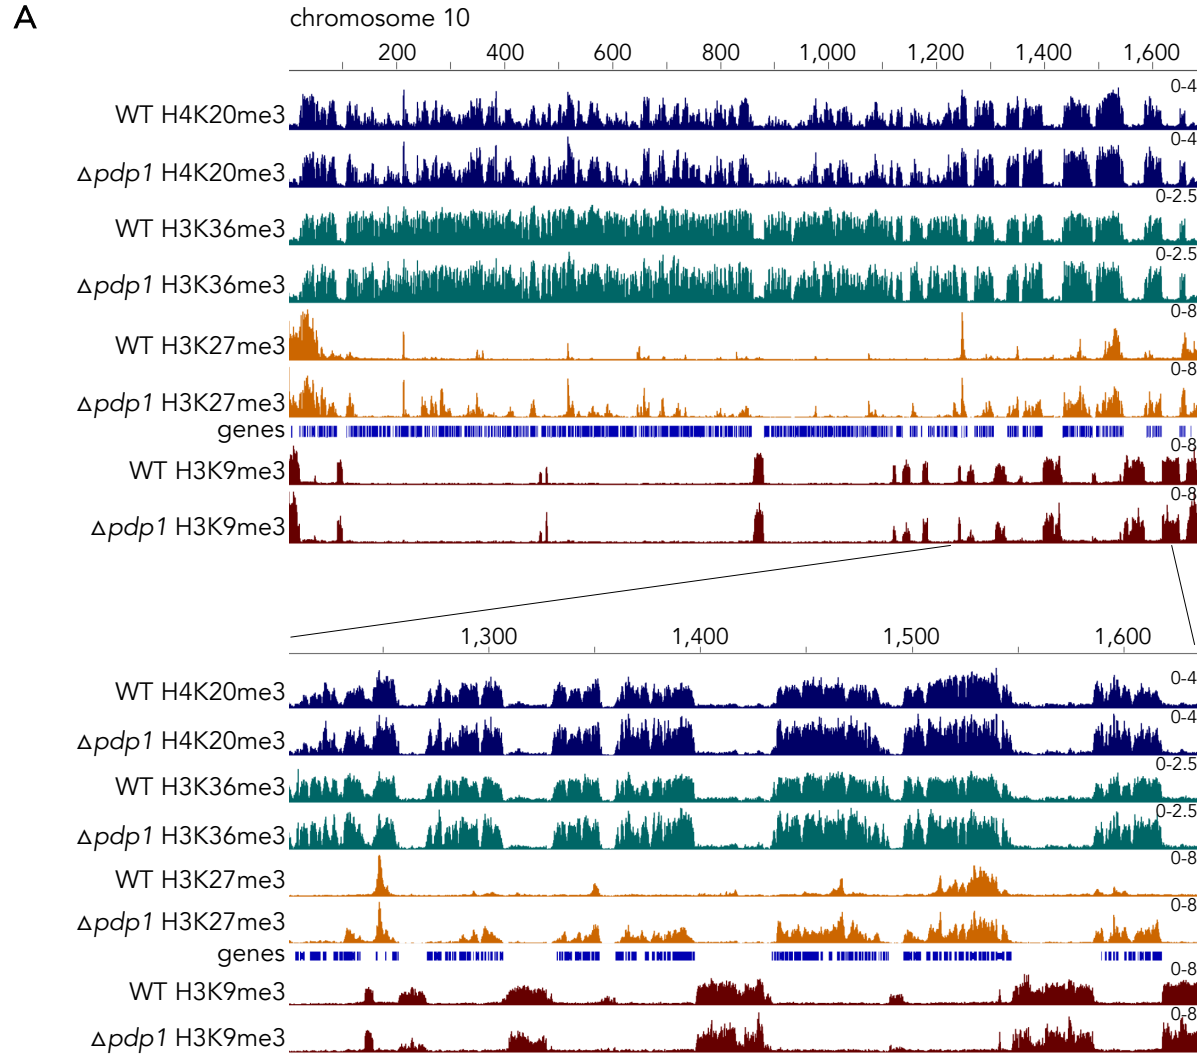 A
chromosome 10
200 400 600 800 1,000 1,200 1,400 1,600
0-4
WT H4K20me3
0-4
Δpdp1 H4K20me3
0-2.5
WT H3K36me3
0-2.5
Δpdp1 H3K36me3
0-8
WT H3K27me3
0-8
Δpdp1 H3K27me3
genes
0-8
WT H3K9me3
0-8
Δpdp1 H3K9me3
1,300 1,400 1,500 1,600
0-4
WT H4K20me3
0-4
Δpdp1 H4K20me3
0-2.5
WT H3K36me3
0-2.5
Δpdp1 H3K36me3
0-8
WT H3K27me3
0-8
Δpdp1 H3K27me3
genes
0-8
WT H3K9me3
0-8
Δpdp1 H3K9me3